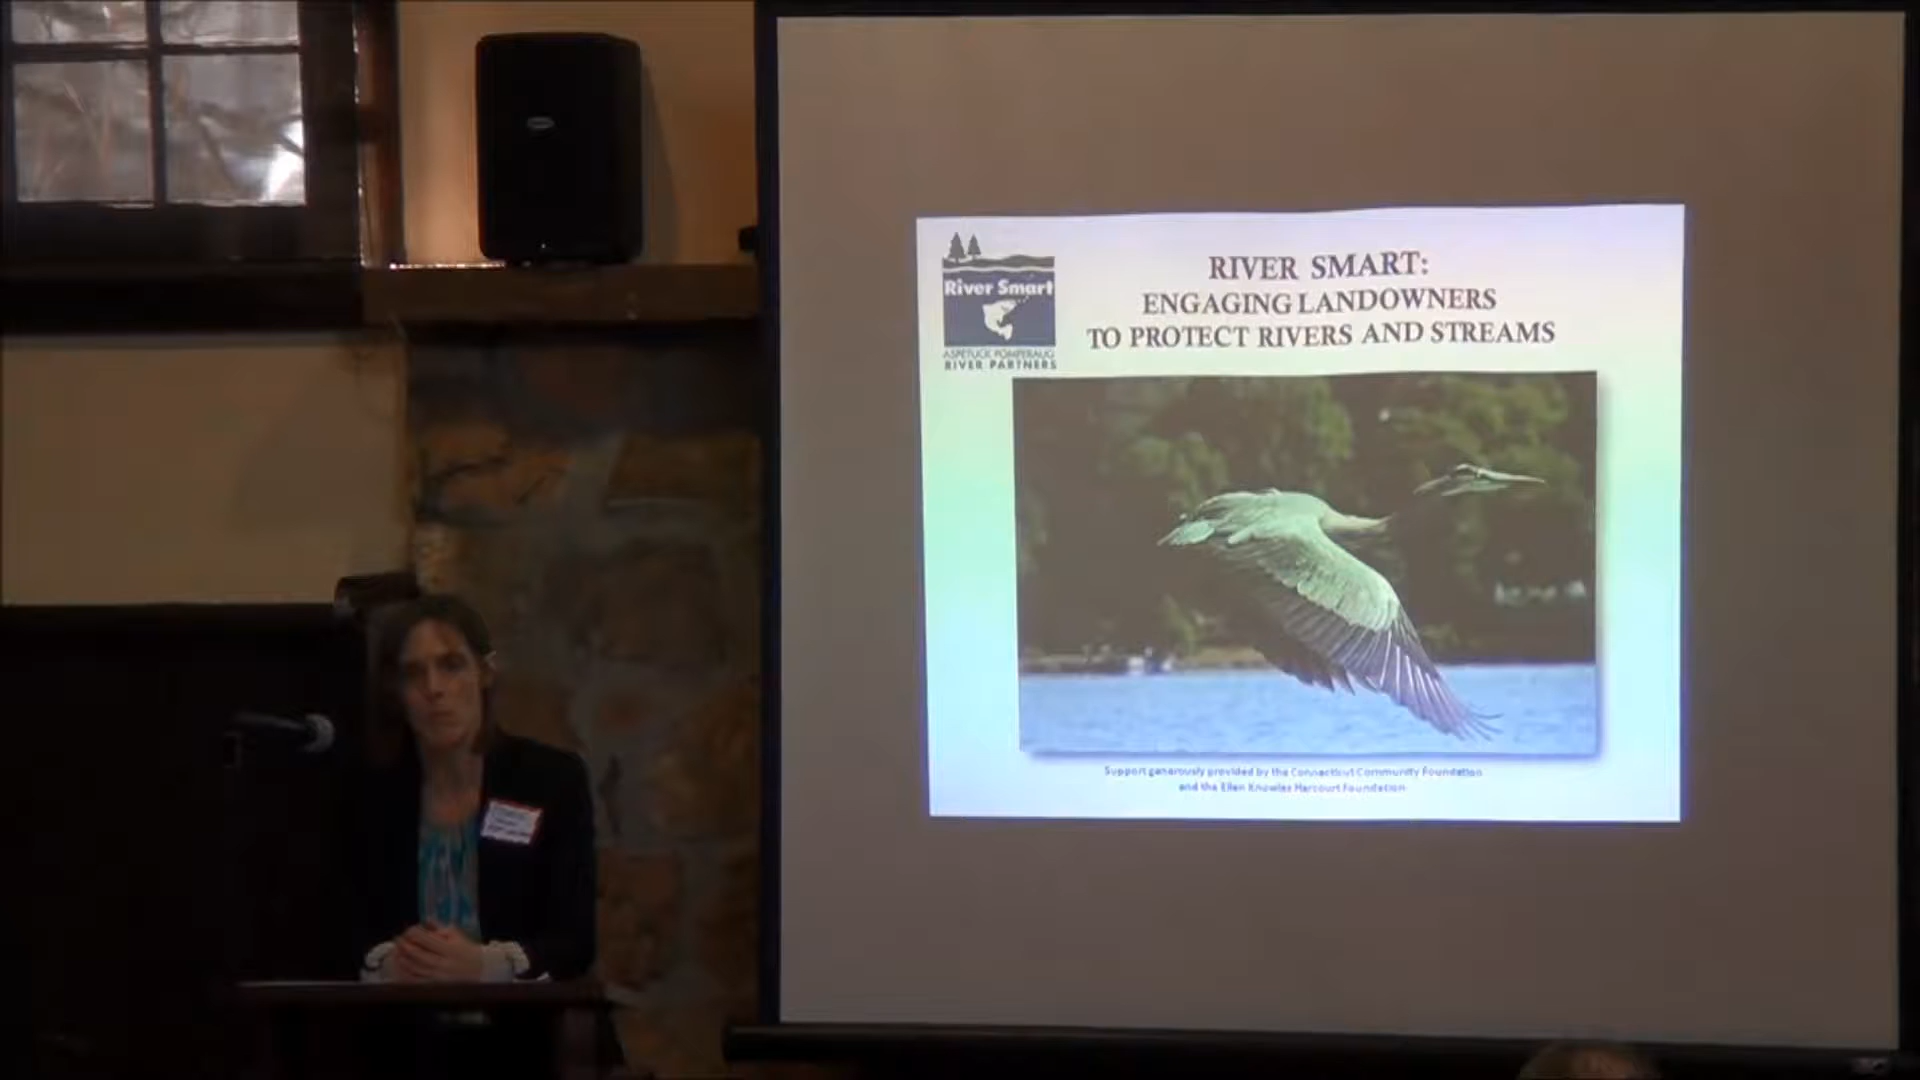 River Smart
ASPETUCK POMPERAUG
RIVER PARTNERS
RIVER SMART:
ENGAGING LANDOWNERS
TO PROTECT RIVERS AND STREAMS
Support generously provided by the Connecticut Community Foundation
and the Ellen Knowles Harcourt Foundation